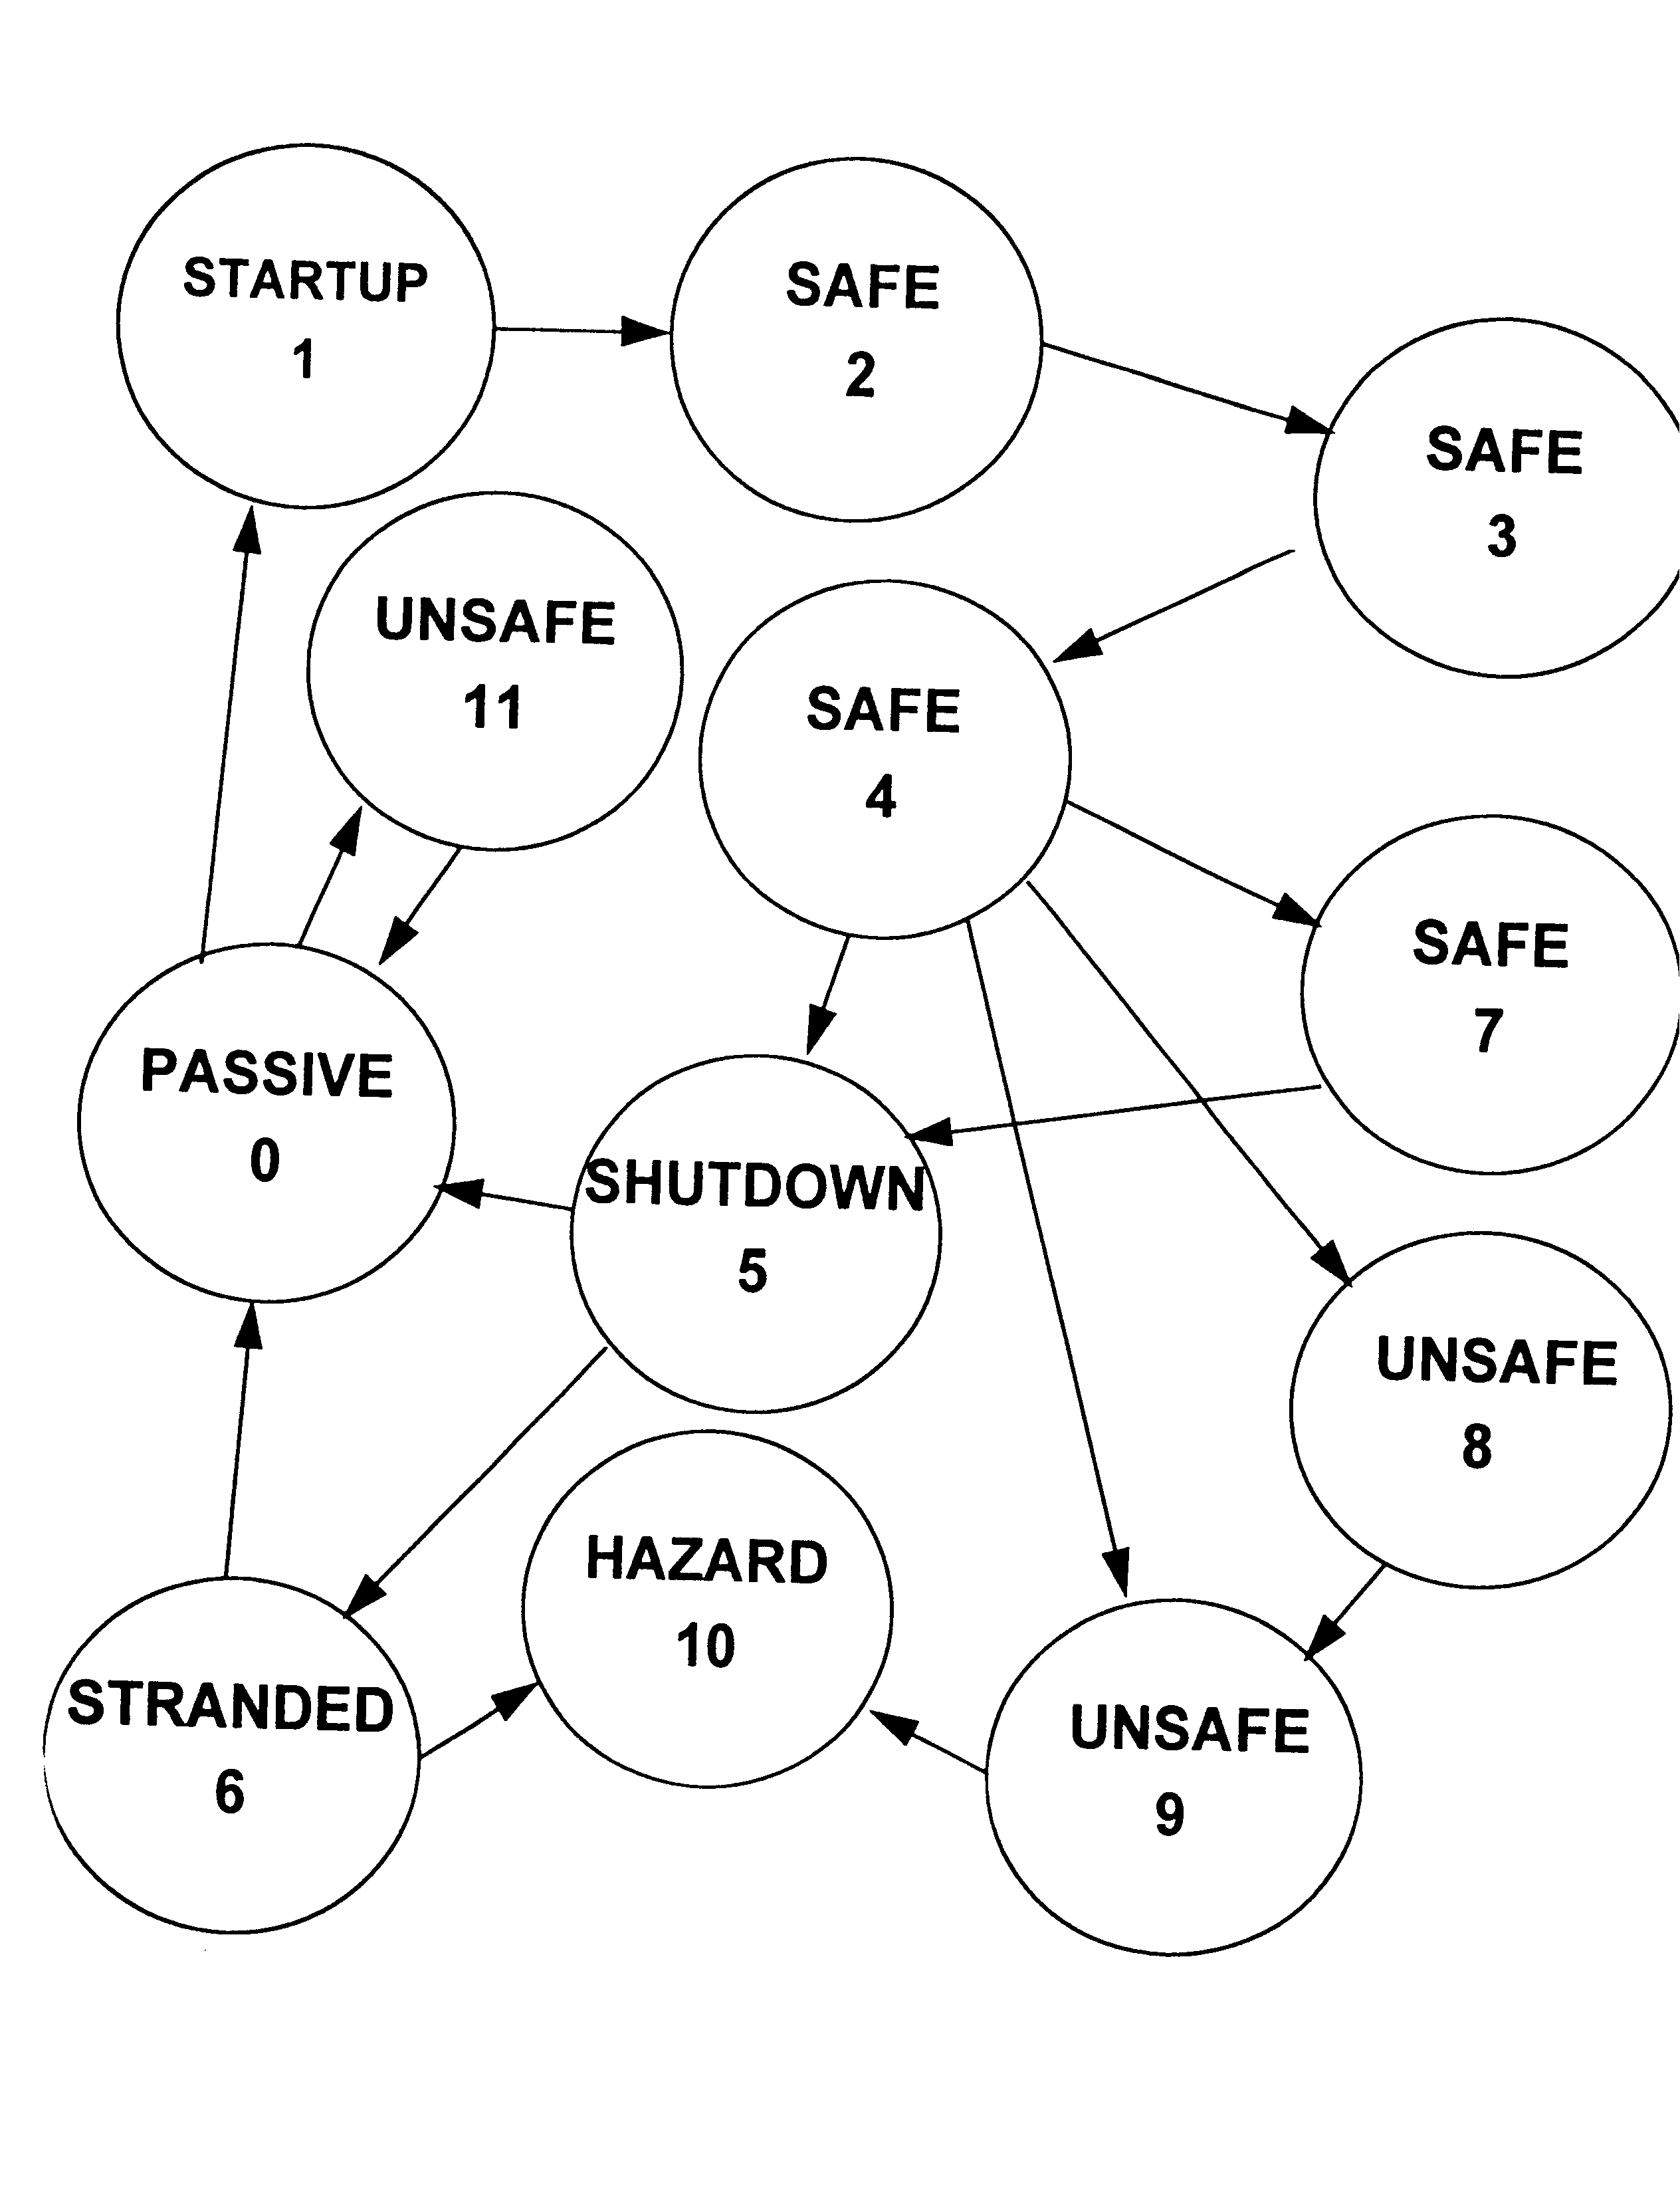 STARTUP
1
SAFE
2
SAFE
3
UNSAFE
11
SAFE
4
SAFE
7
PASSIVE
0
SHUTDOWN
5
UNSAFE
8
HAZARD
10
STRANDED
6
UNSAFE
9